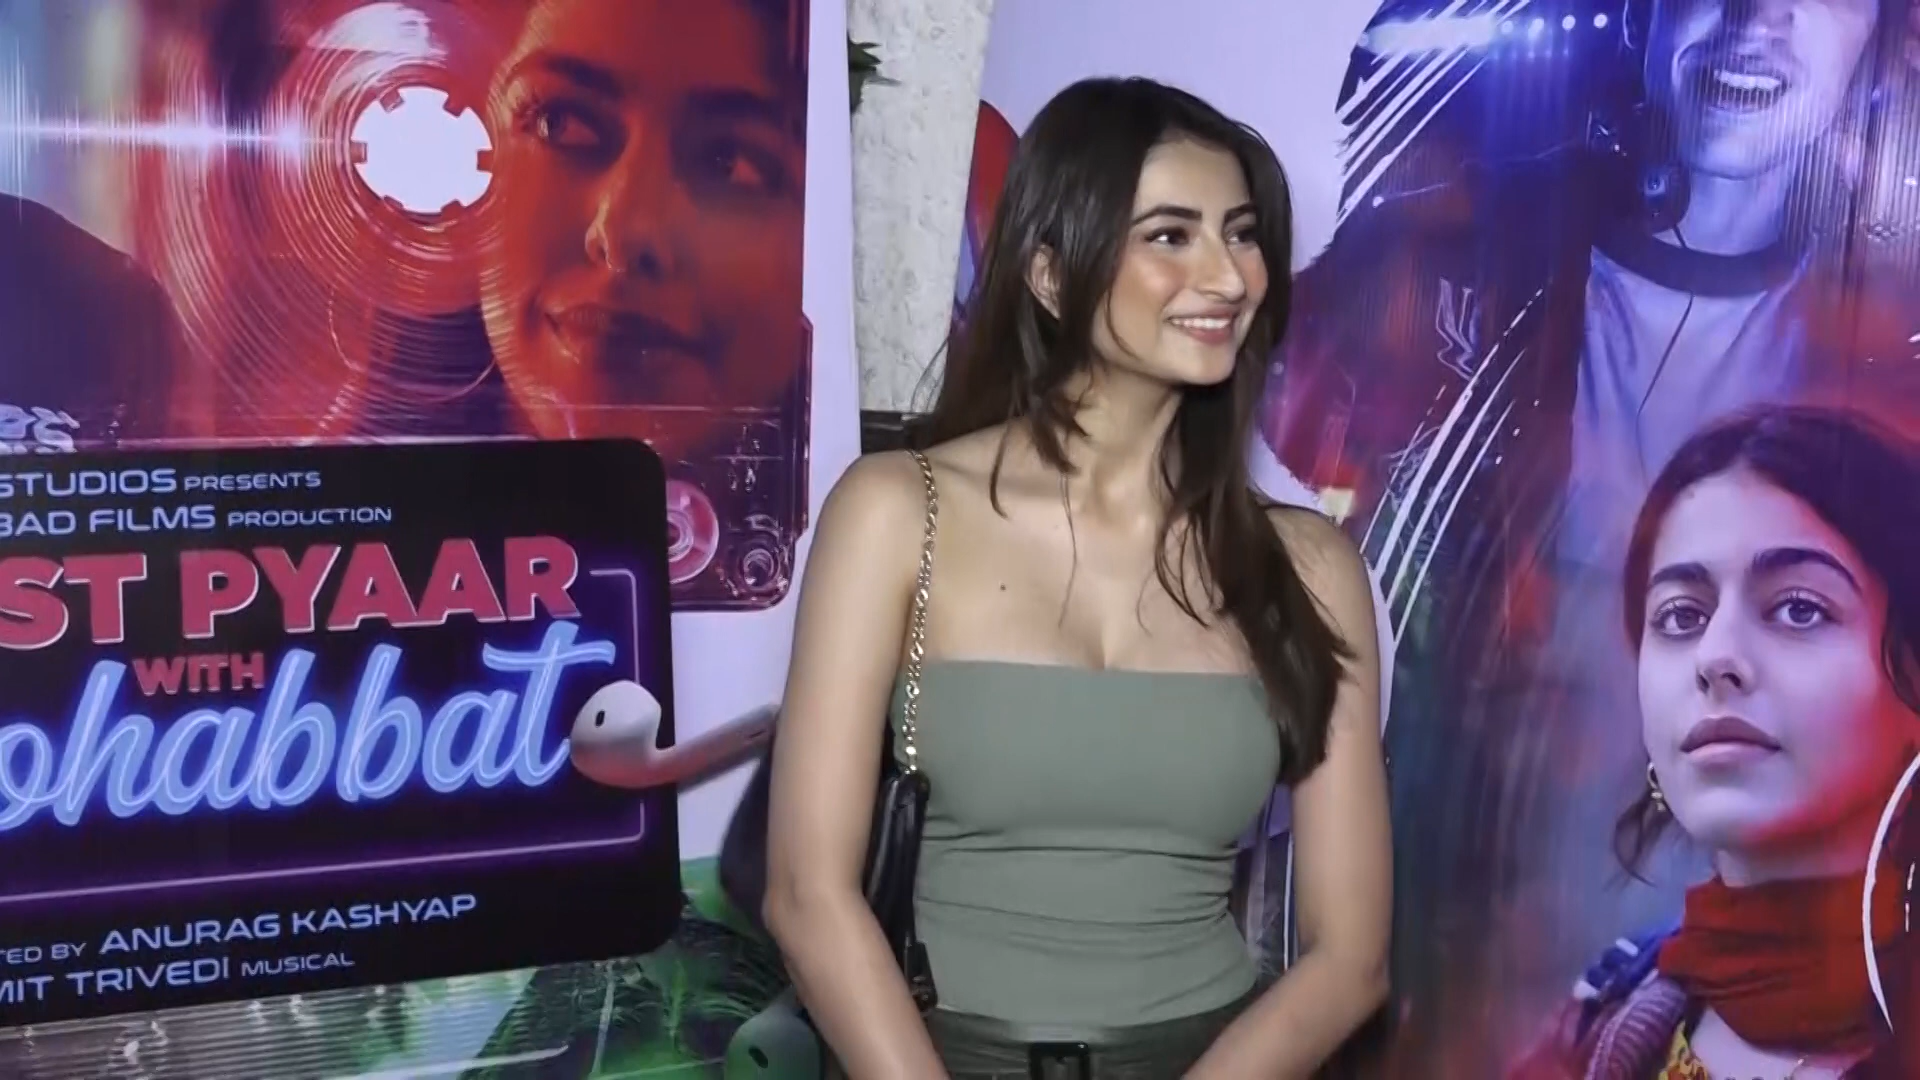 STUDIOS PRESENTS
BAD FILMS PRODUCTION
ST PYAAR
WITH
ohabbat
TED BY ANURAG KASHYAP
MIT TRIVEDI MUSICAL